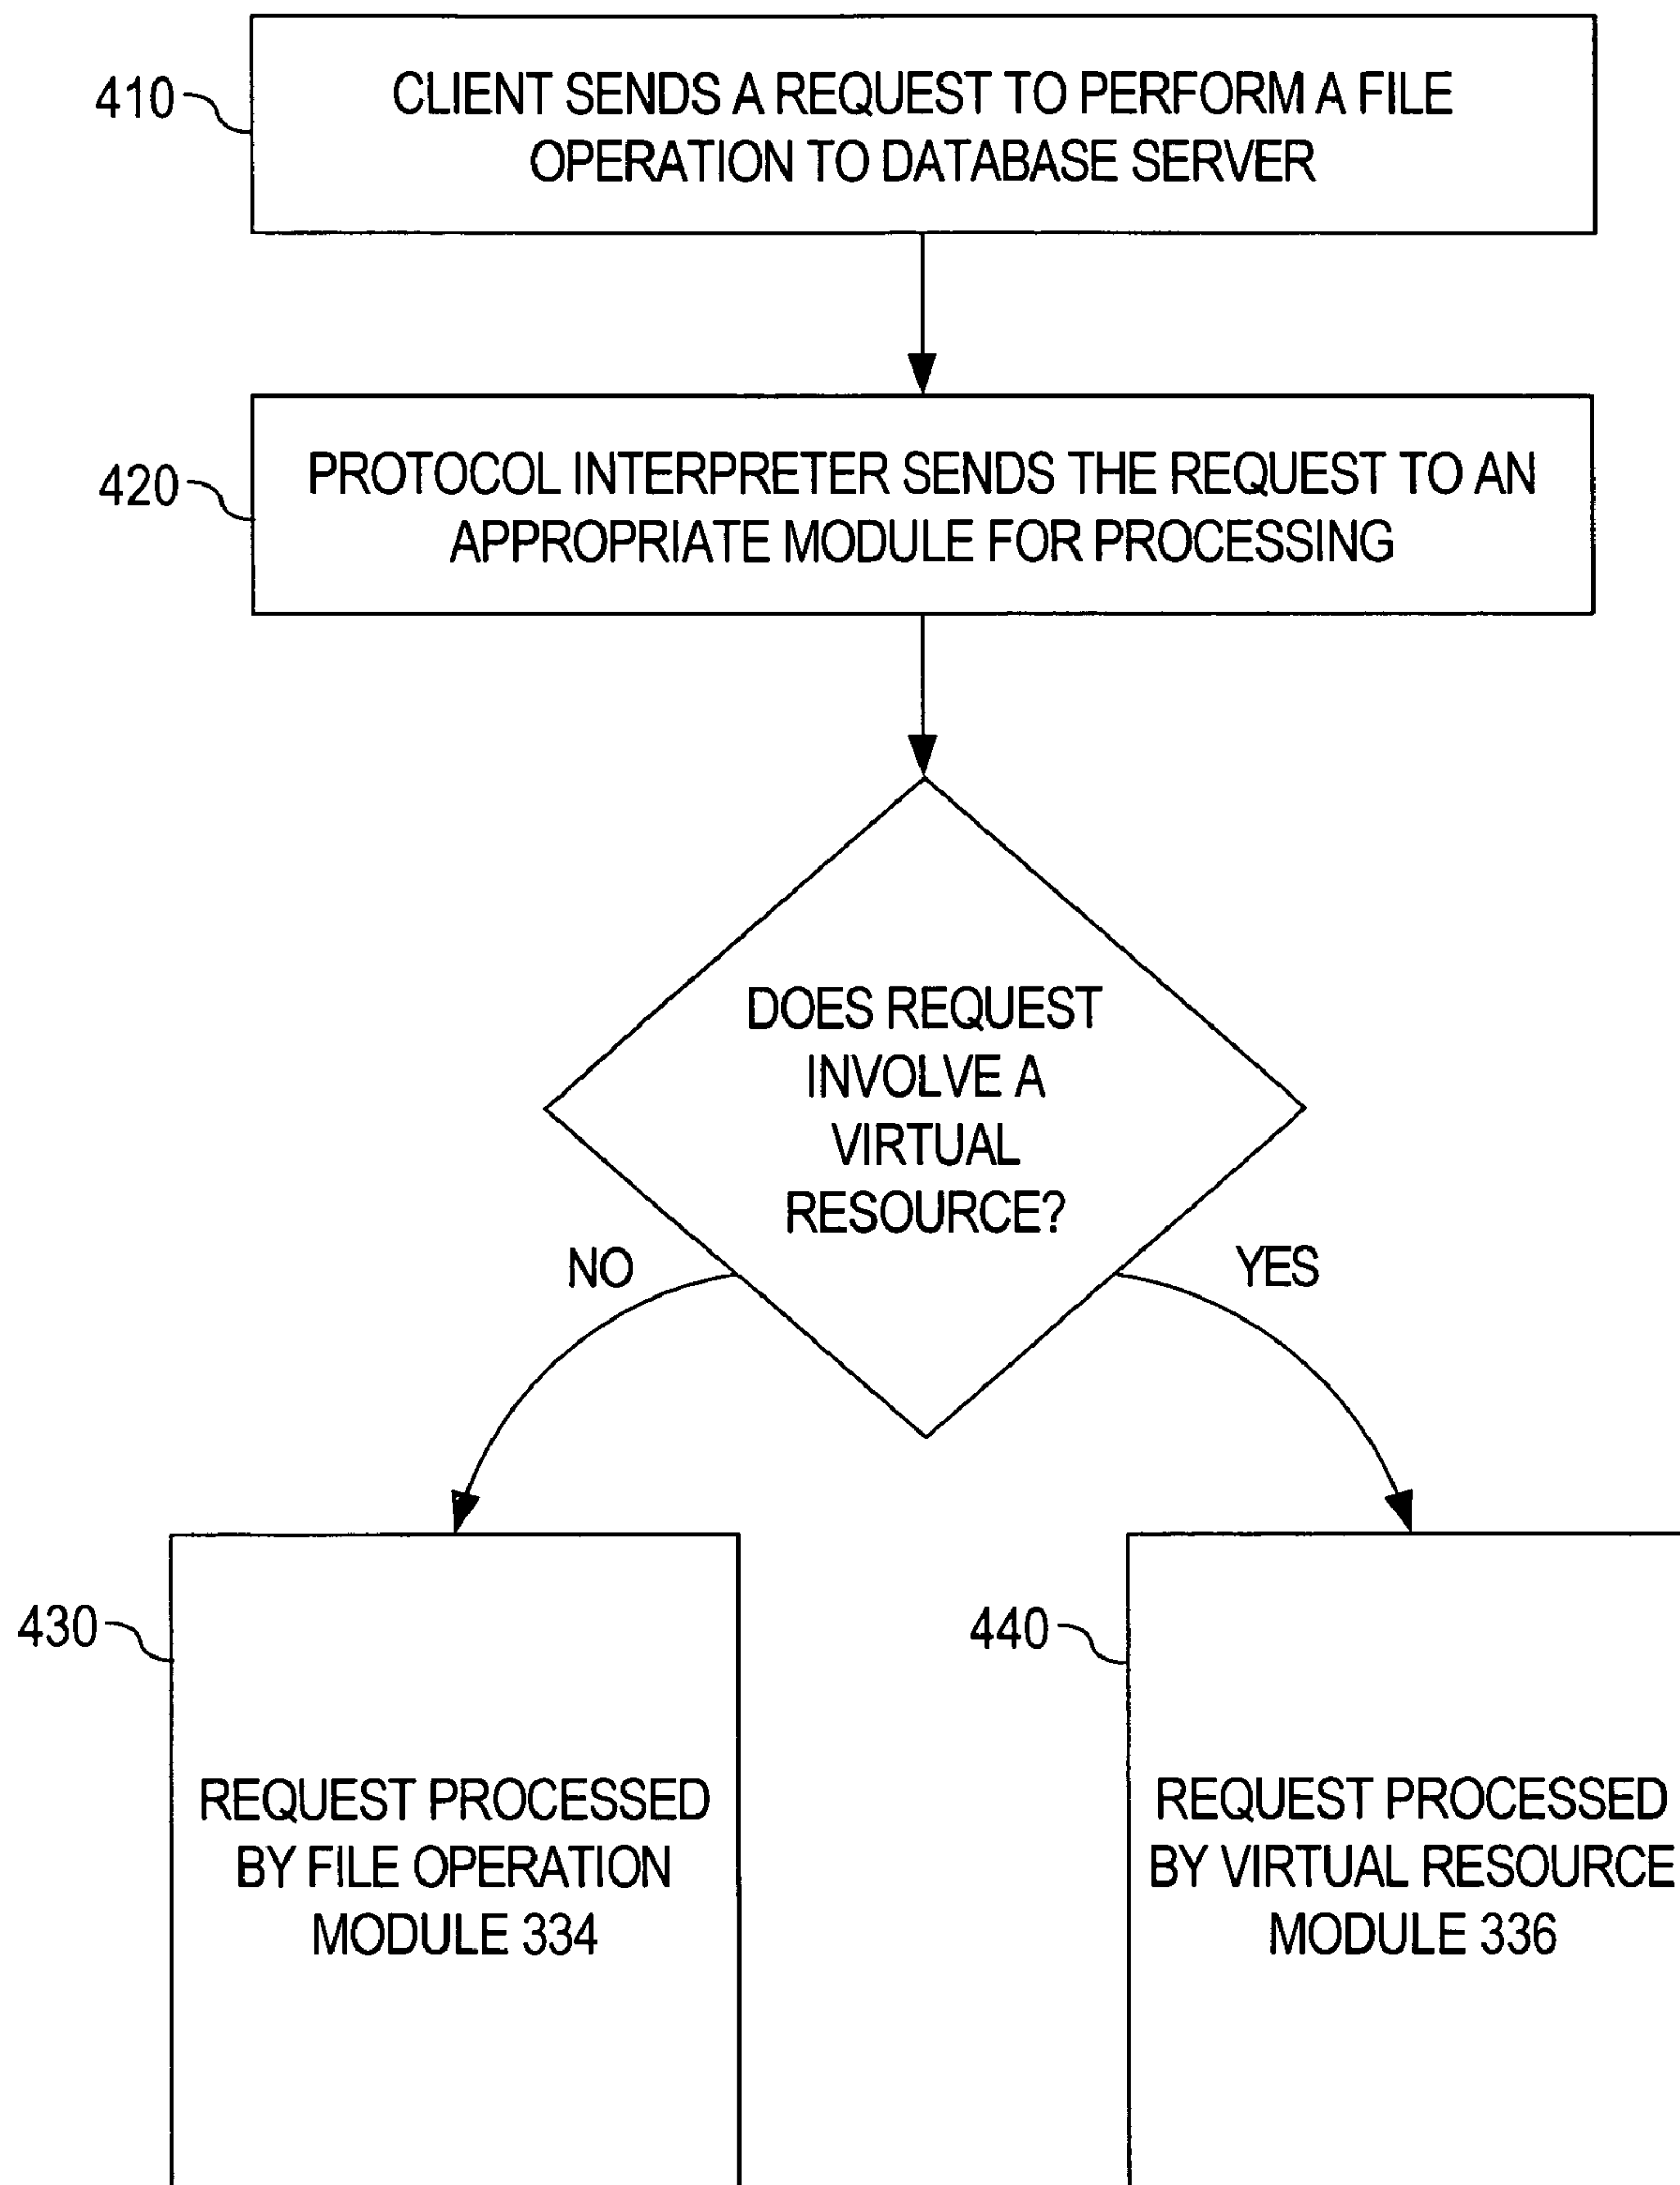 410
CLIENT SENDS A REQUEST TO PERFORM A FILE
OPERATION TO DATABASE SERVER
420
PROTOCOL INTERPRETER SENDS THE REQUEST TO AN
APPROPRIATE MODULE FOR PROCESSING
DOES REQUEST
INVOLVE A
VIRTUAL
RESOURCE?
NO
YES
430
REQUEST PROCESSED
BY FILE OPERATION
MODULE 334
440
REQUEST PROCESSED
BY VIRTUAL RESOURCE
MODULE 336